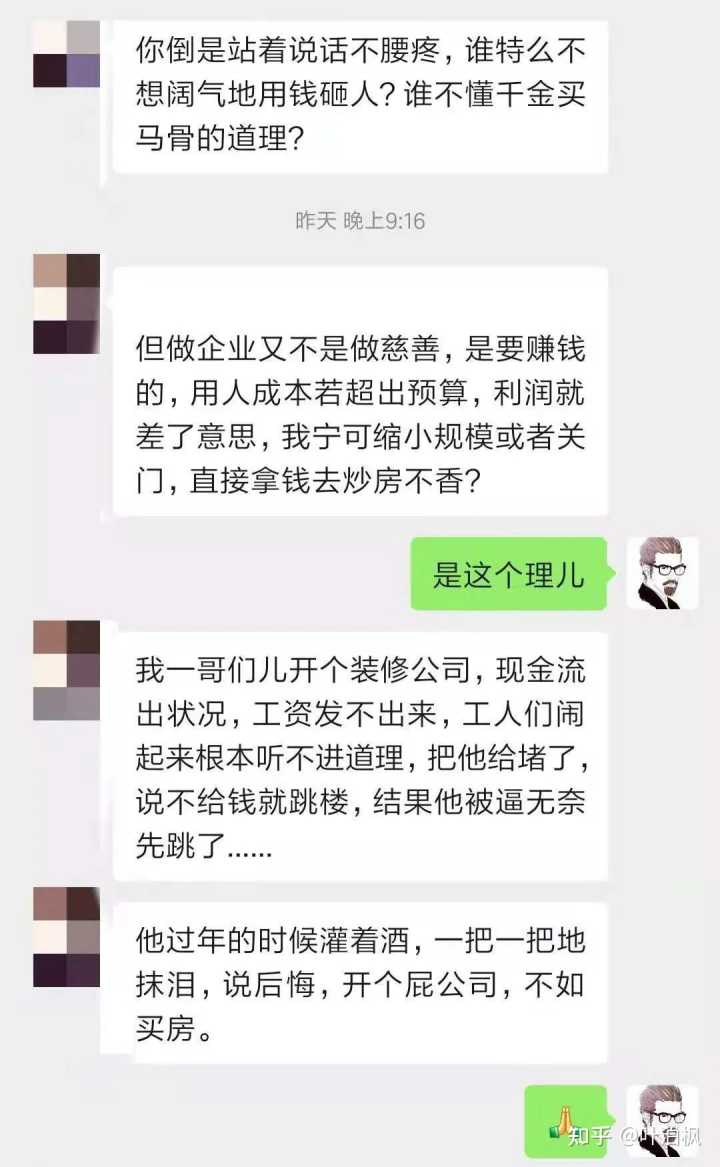 你倒是站着说话不腰疼，谁特么不
想阔气地用钱砸人？谁不懂千金买
马骨的道理？
昨天 晚上9:16
但做企业又不是做慈善，是要赚钱
的，用人成本若超出预算，利润就
差了意思，我宁可缩小规模或者关
门，直接拿钱去炒房不香？
是这个理儿
我一哥们儿开个装修公司，现金流
出状况，工资发不出来，工人们闹
起来根本听不进道理，把他给堵了，
说不给钱就跳楼，结果他被逼无奈
先跳了......
他过年的时候灌着酒，一把一把地
抹泪，说后悔，开个屁公司，不如
买房。
🙏
知乎 @叶逍枫